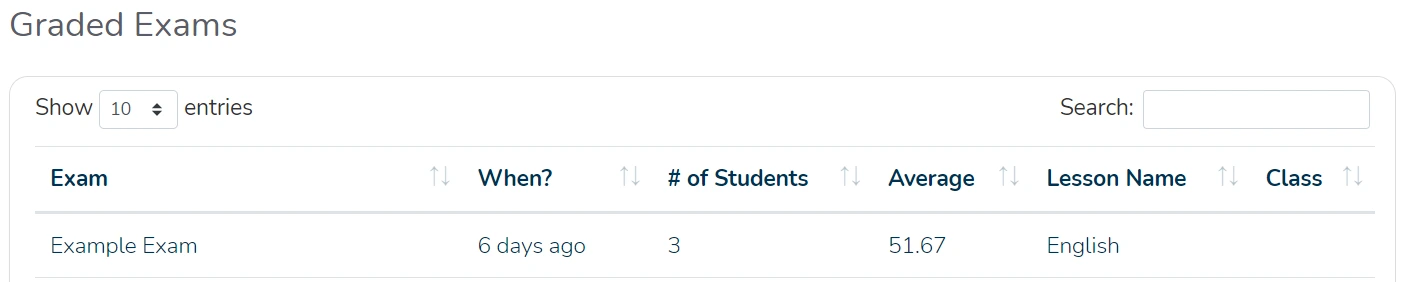 Graded Exams
Show 10 entries Search:
Exam When? # of Students Average Lesson Name Class
Example Exam 6 days ago 3 51.67 English